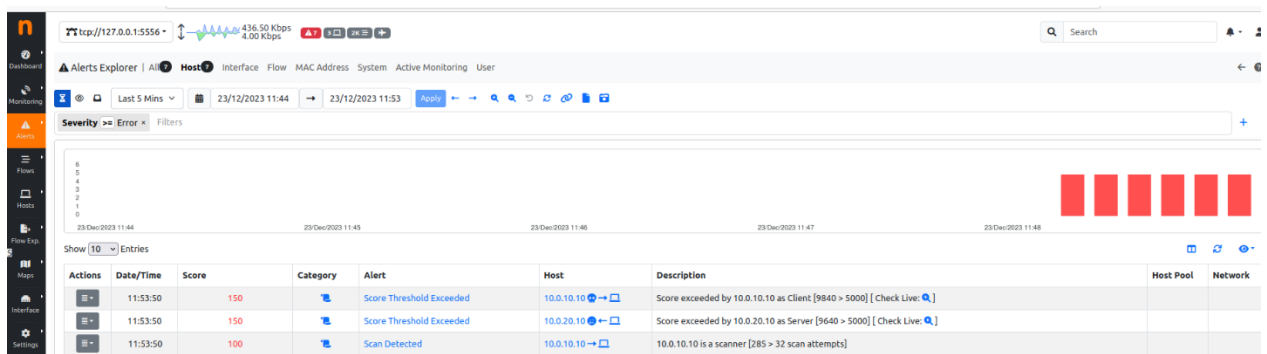 n
tcp://127.0.0.1:5556
436.50 Kbps
4.00 Kbps
7
5
2K
Search
Dashboard
Monitoring
Alerts
Flows
Hosts
Flow Exp.
Maps
Interface
Settings
Alerts Explorer | All 7 Host 7 Interface Flow MAC Address System Active Monitoring User
Last 5 Mins 23/12/2023 11:44 → 23/12/2023 11:53 Apply ← →
Severity >= Error × Filters
6
5
4
3
2
1
0
23/Dec/2023 11:44 23/Dec/2023 11:45 23/Dec/2023 11:46 23/Dec/2023 11:47 23/Dec/2023 11:48
Show 10 Entries
Actions Date/Time Score Category Alert Host Description Host Pool Network
11:53:50 150 Score Threshold Exceeded 10.0.10.10 → Score exceeded by 10.0.10.10 as Client [9840 > 5000] [ Check Live: ]
11:53:50 150 Score Threshold Exceeded 10.0.20.10 ← Score exceeded by 10.0.20.10 as Server [9640 > 5000] [ Check Live: ]
11:53:50 100 Scan Detected 10.0.10.10 → 10.0.10.10 is a scanner [285 > 32 scan attempts]